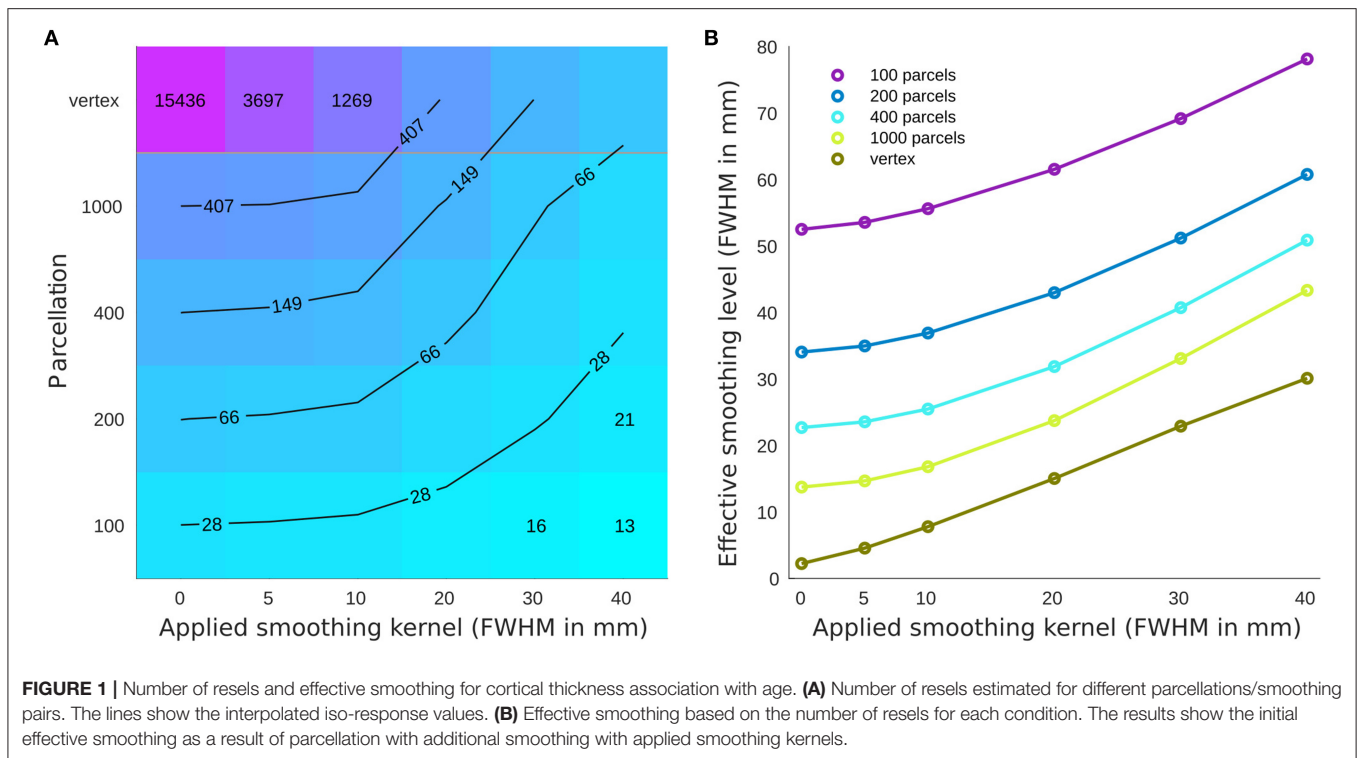 A
vertex
15436
3697
1269
407
1000
407
149
66
400
149
66
28
200
66
21
100
28
28
16
13
0
5
10
20
30
40
Parcellation
Applied smoothing kernel (FWHM in mm)
B
80
70
60
50
40
30
20
10
0
100 parcels
200 parcels
400 parcels
1000 parcels
vertex
0
5
10
20
30
40
Effective smoothing level (FWHM in mm)
Applied smoothing kernel (FWHM in mm)
FIGURE 1 | Number of resels and effective smoothing for cortical thickness association with age. (A) Number of resels estimated for different parcellations/smoothing
pairs. The lines show the interpolated iso-response values. (B) Effective smoothing based on the number of resels for each condition. The results show the initial
effective smoothing as a result of parcellation with additional smoothing with applied smoothing kernels.